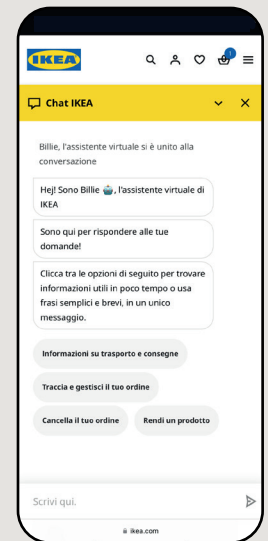 IKEA
1
Chat IKEA
Billie, l'assistente virtuale si è unito alla
conversazione
Hej! Sono Billie 🤖, l'assistente virtuale di
IKEA
Sono qui per rispondere alle tue
domande!
Clicca tra le opzioni di seguito per trovare
informazioni utili in poco tempo o usa
frasi semplici e brevi, in un unico
messaggio.
Informazioni su trasporto e consegne
Traccia e gestisci il tuo ordine
Cancella il tuo ordine Rendi un prodotto
Scrivi qui.
ikea.com